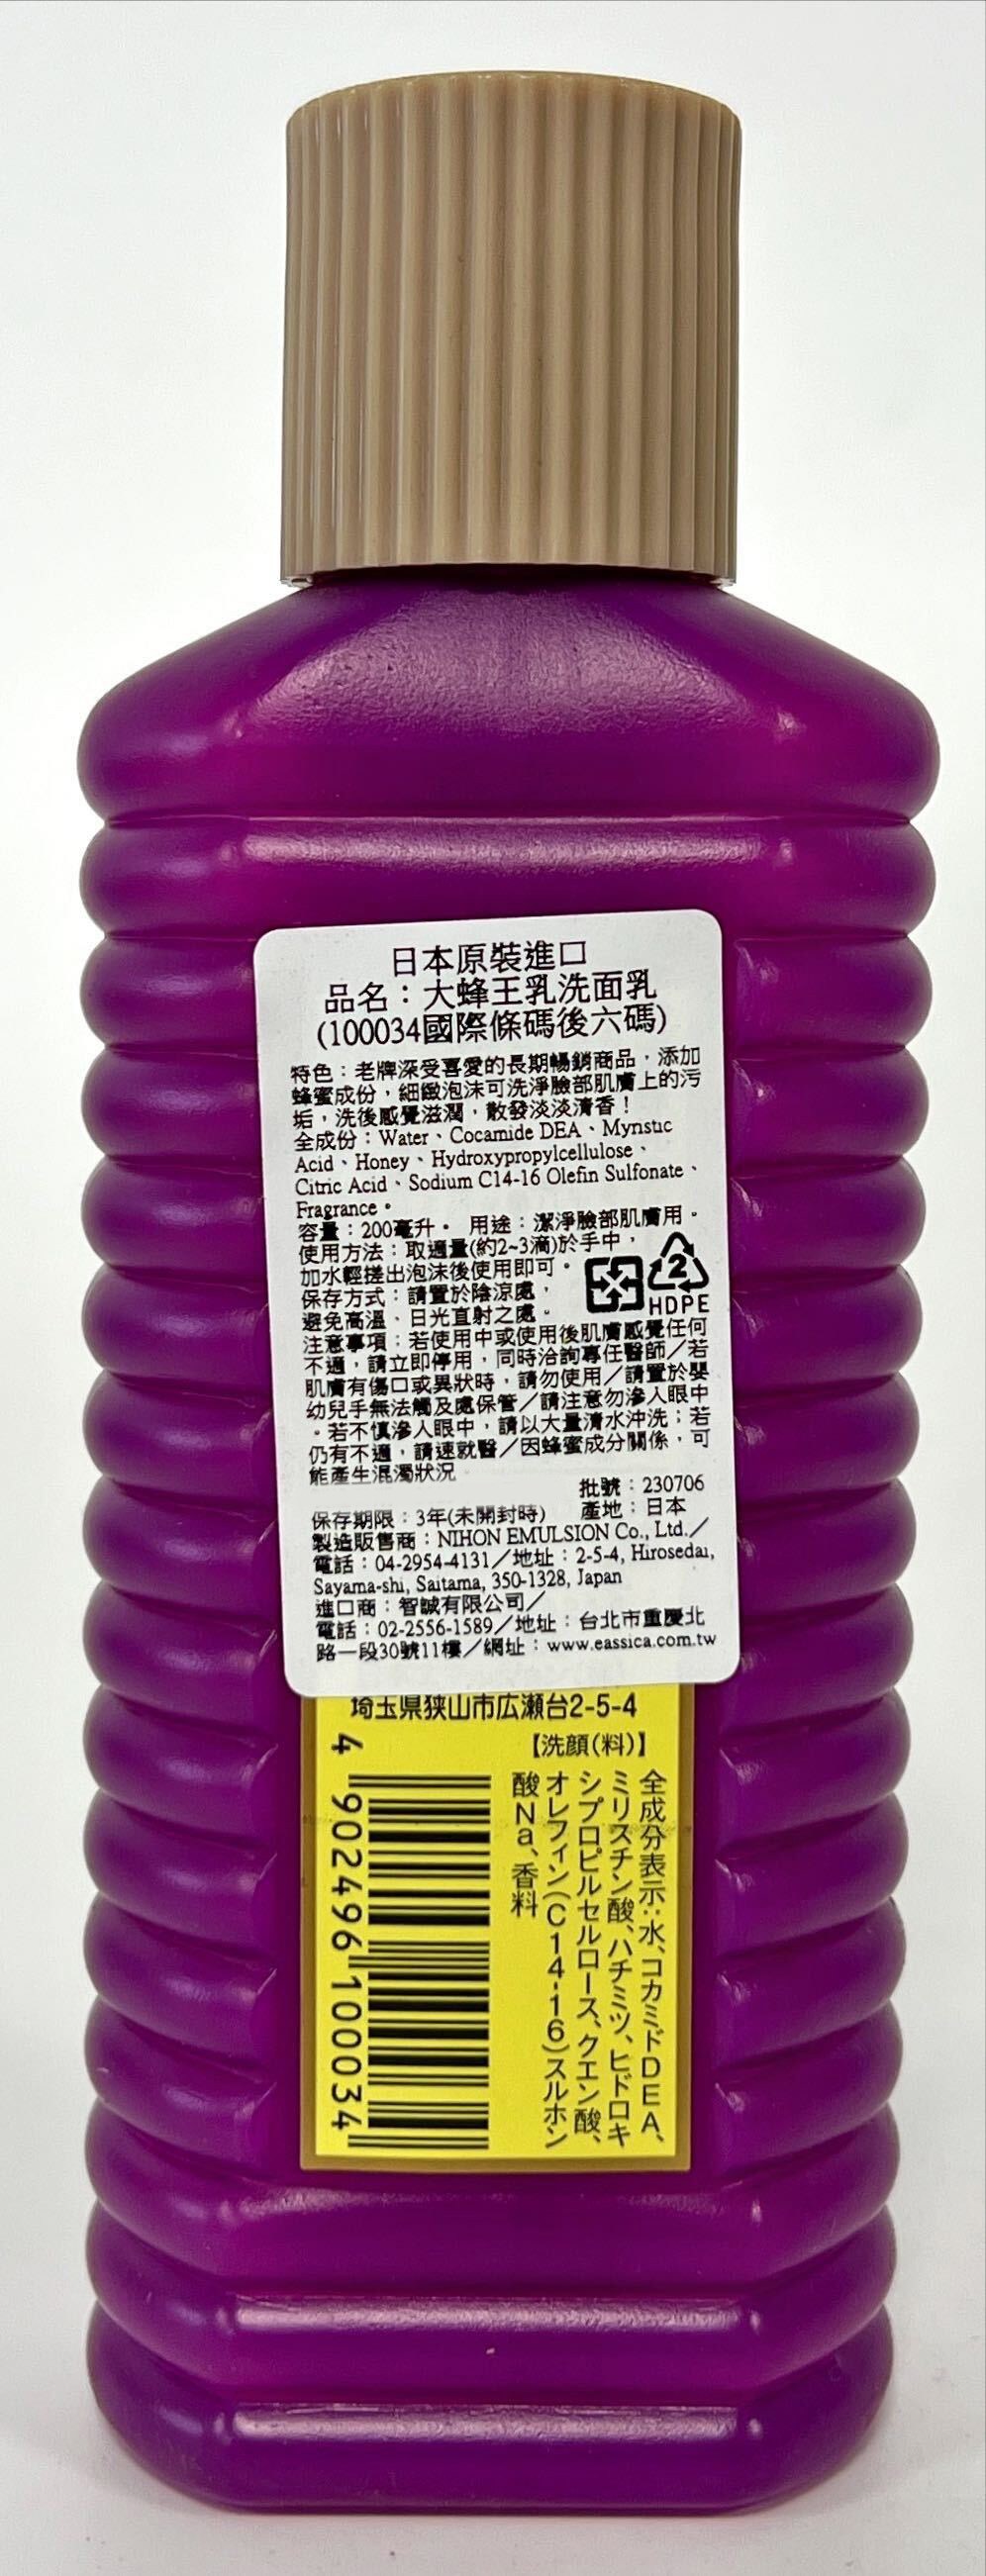 日本原裝進口
品名：大蜂王乳洗面乳
(100034國際條碼後六碼)
特色：老牌深受喜愛的長期暢銷商品，添加
蜂蜜成份，細緻泡沫可洗淨臉部肌膚上的污
垢，洗後感覺滋潤，散發淡淡清香！
全成份：Water、Cocamide DEA、Mynstic
Acid、Honey、Hydroxypropylcellulose、
Citric Acid、Sodium C14-16 Olefin Sulfonate、
Fragrance。
容量：200毫升。 用途：潔淨臉部肌膚用。
使用方法：取適量(約2~3滴)於手中，
加水輕搓出泡沫後使用即可。
保存方式：請置於陰涼處，
避免高溫、日光直射之處。
2
HDPE
注意事項：若使用中或使用後肌膚感覺任何
不適，請立即停用，同時洽詢專任醫師／若
肌膚有傷口或異狀時，請勿使用／請置於嬰
幼兒手無法觸及處保管／請注意勿滲入眼中
。若不慎滲入眼中，請以大量清水沖洗；若
仍有不適，請速就醫／因蜂蜜成分關係，可
能產生混濁狀況
批號：230706
保存期限：3年(未開封時) 產地：日本
製造販售商：NIHON EMULSION Co., Ltd.／
電話：04-2954-4131／地址：2-5-4, Hirosedai,
Sayama-shi, Saitama, 350-1328, Japan
進口商：智誠有限公司／
電話：02-2556-1589／地址：台北市重慶北
路一段30號11樓／網址：www.eassica.com.tw
埼玉県狭山市広瀬台2-5-4
【洗顔(料)】
全成分表示：水、コカミドDEA、
ミリスチン酸、ハチミツ、ヒドロキ
シプロピルセルロース、クエン酸、
オレフィン(C14-16)スルホン
酸Na、香料
4 902496 100034